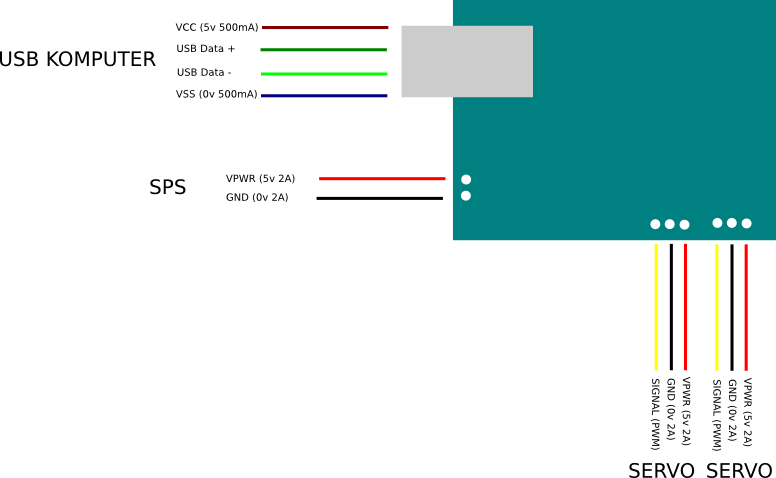 VCC (5v 500mA)
USB Data +
USB KOMPUTER
USB Data -
VSS (0v 500mA)
VPWR (5v 2A)
SPS
GND (0v 2A)
SIGNAL (PWM)
GND (0v 2A)
VPWR (5v 2A)
SIGNAL (PWM)
GND (0v 2A)
VPWR (5v 2A)
SERVO
SERVO